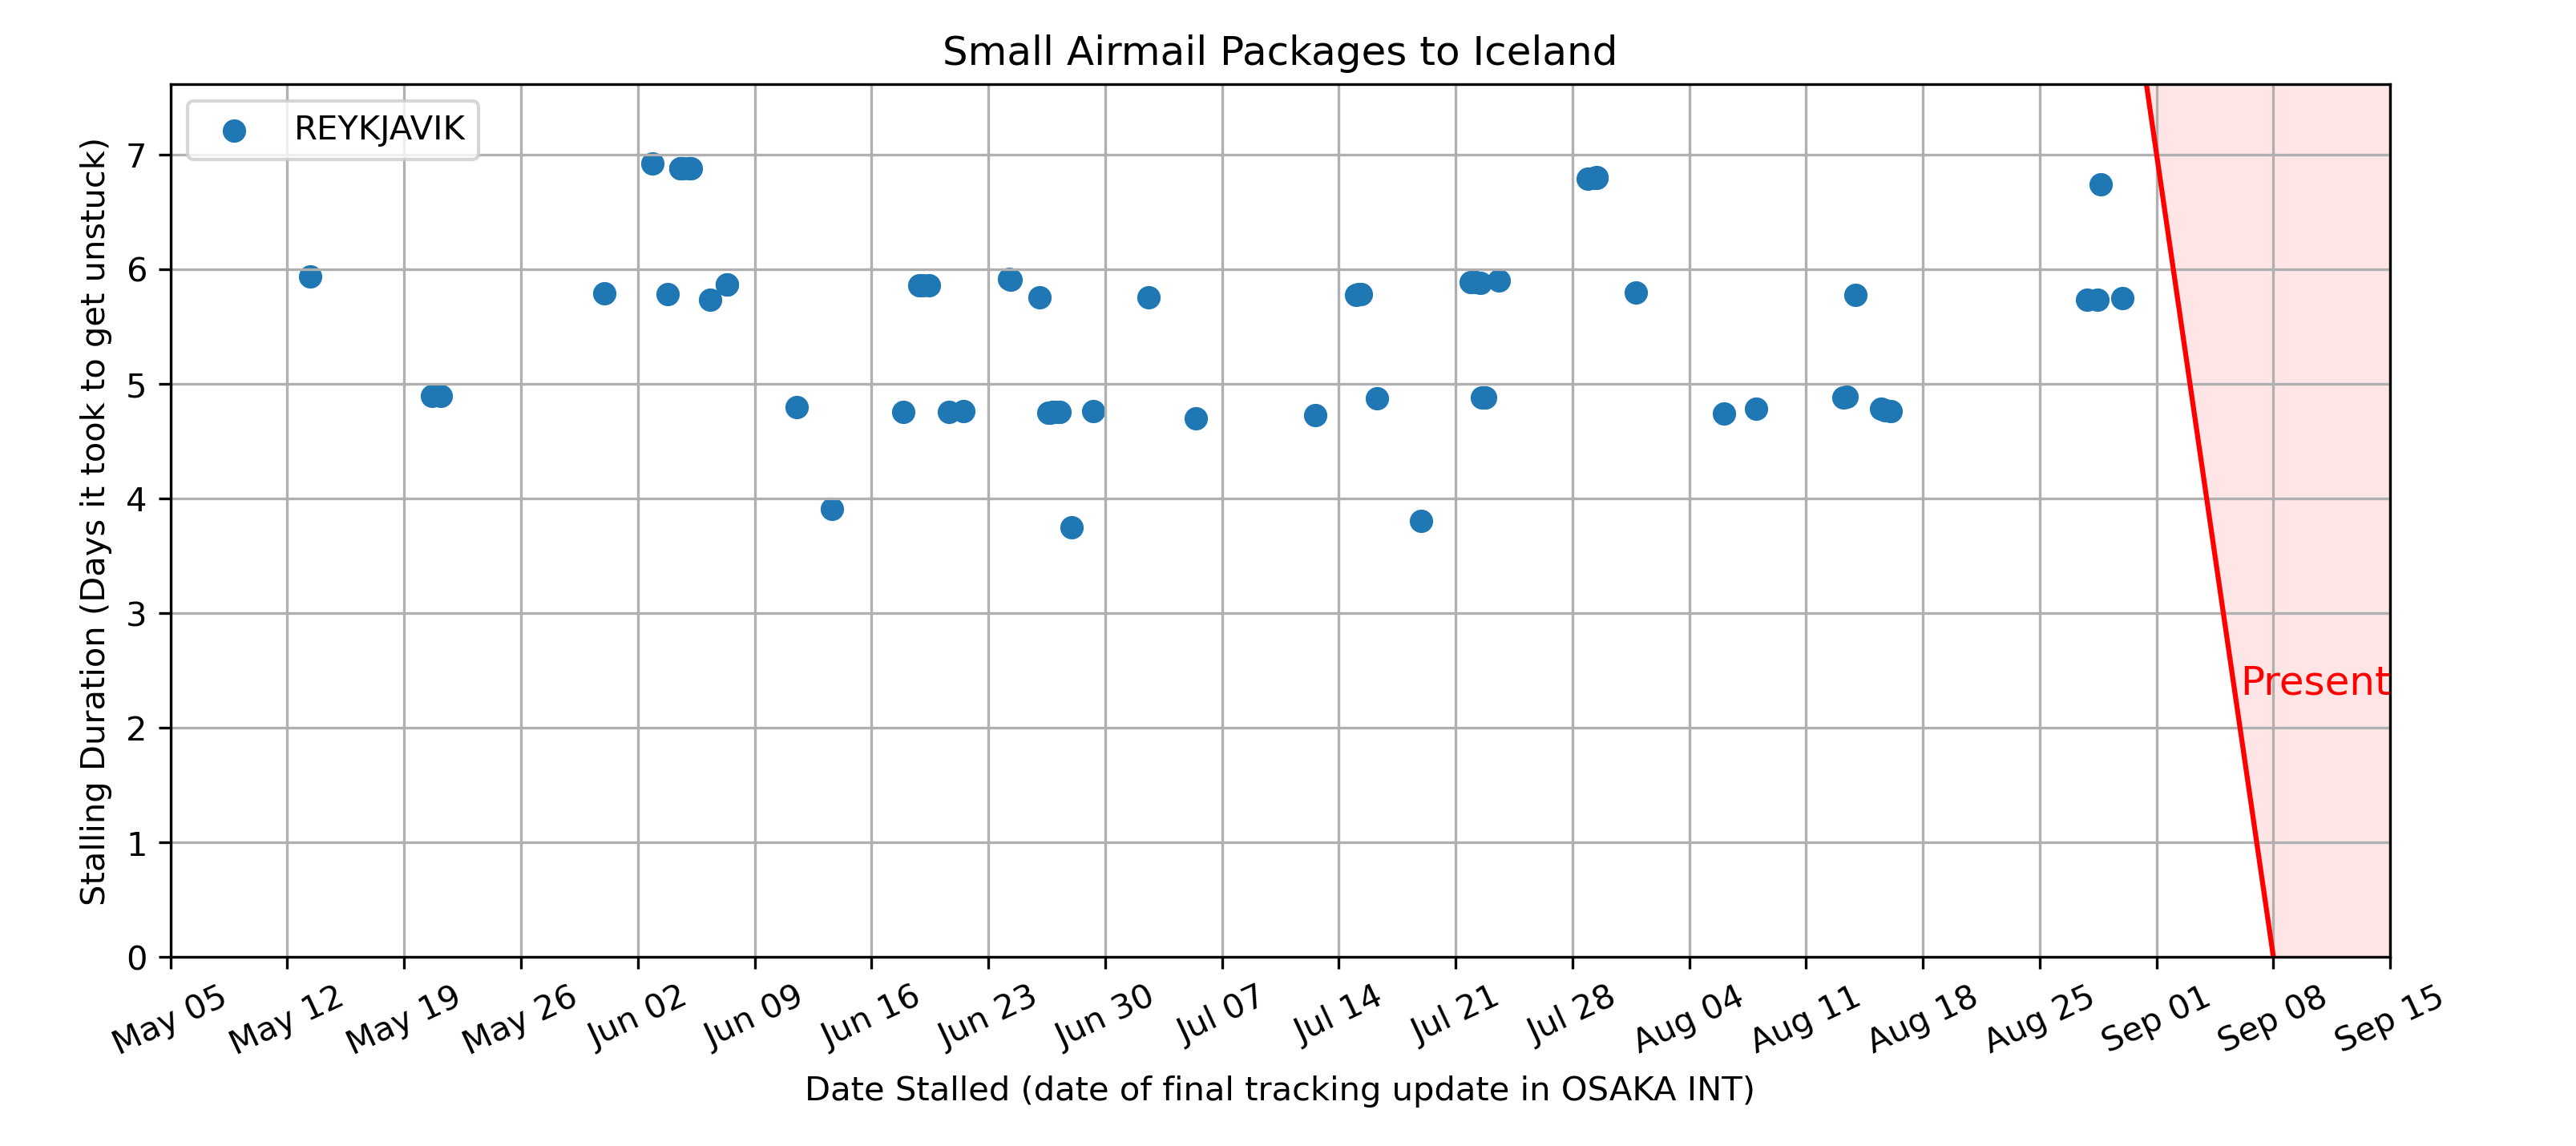 Small Airmail Packages to Iceland
REYKJAVIK
Stalling Duration (Days it took to get unstuck)
7
6
5
4
3
2
1
0
Present
May 05
May 12
May 19
May 26
Jun 02
Jun 09
Jun 16
Jun 23
Jun 30
Jul 07
Jul 14
Jul 21
Jul 28
Aug 04
Aug 11
Aug 18
Aug 25
Sep 01
Sep 08
Sep 15
Date Stalled (date of final tracking update in OSAKA INT)